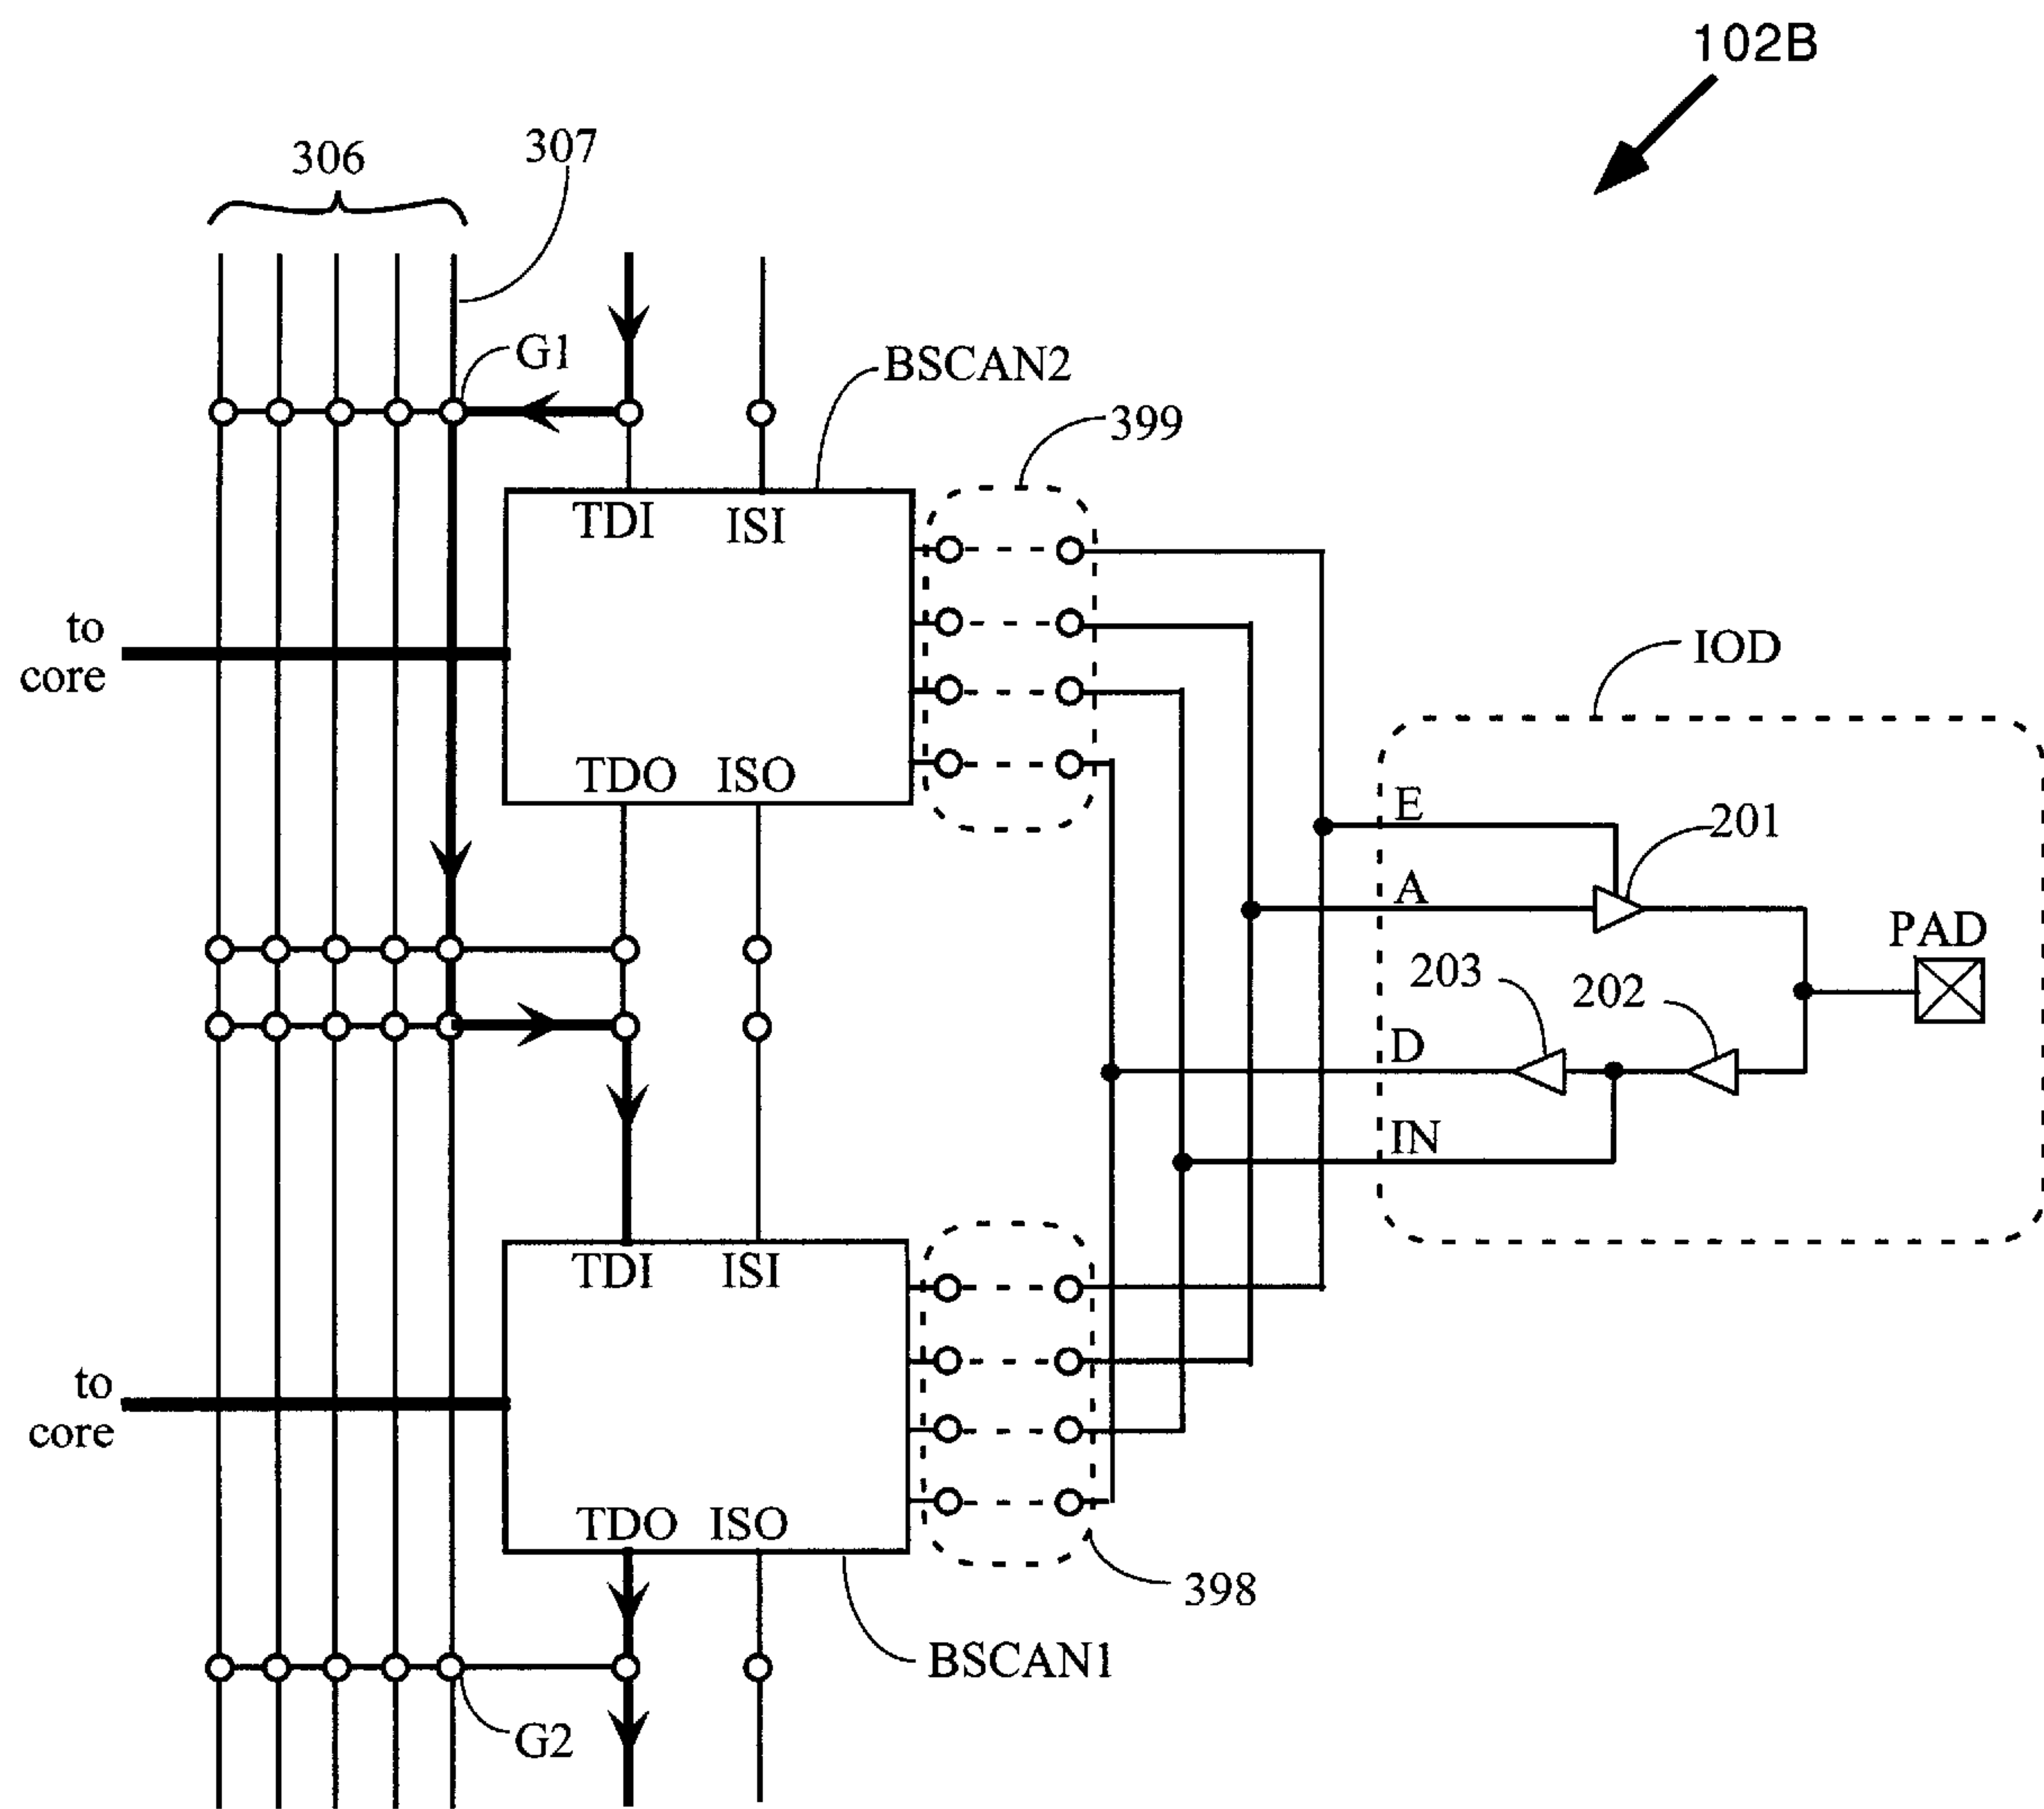 102B
306
307
G1
BSCAN2
399
TDI ISI
to
core
IOD
TDO ISO
E
201
A
PAD
203
202
D
IN
TDI ISI
to
core
TDO ISO
398
BSCAN1
G2